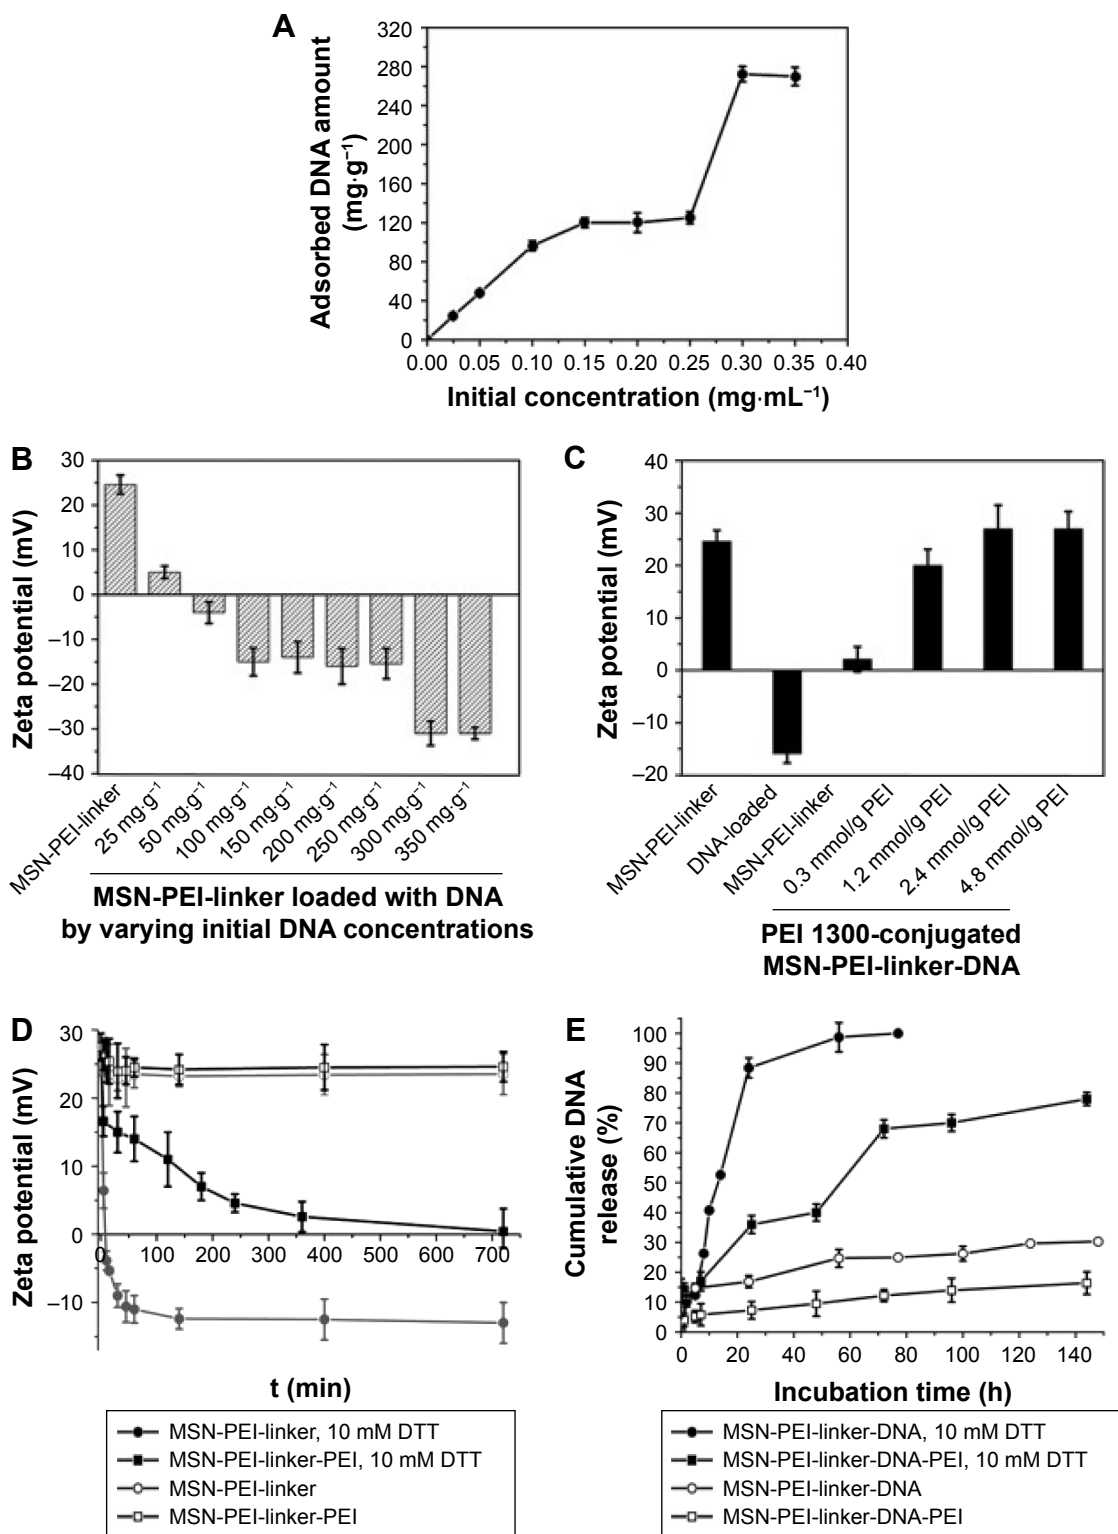 A
Adsorbed DNA amount
(mg·g⁻¹)
320
280
240
200
160
120
80
40
0
0.00 0.05 0.10 0.15 0.20 0.25 0.30 0.35 0.40
Initial concentration (mg·mL⁻¹)
B
Zeta potential (mV)
30
20
10
0
–10
–20
–30
–40
MSN-PEI-linker
25 mg·g⁻¹
50 mg·g⁻¹
100 mg·g⁻¹
150 mg·g⁻¹
200 mg·g⁻¹
250 mg·g⁻¹
300 mg·g⁻¹
350 mg·g⁻¹
MSN-PEI-linker loaded with DNA
by varying initial DNA concentrations
C
Zeta potential (mV)
40
30
20
10
0
–10
–20
MSN-PEI-linker
DNA-loaded
MSN-PEI-linker
0.3 mmol/g PEI
1.2 mmol/g PEI
2.4 mmol/g PEI
4.8 mmol/g PEI
PEI 1300-conjugated
MSN-PEI-linker-DNA
D
Zeta potential (mV)
30
20
10
0
–10
0 100 200 300 400 500 600 700
t (min)
MSN-PEI-linker, 10 mM DTT
MSN-PEI-linker-PEI, 10 mM DTT
MSN-PEI-linker
MSN-PEI-linker-PEI
E
Cumulative DNA
release (%)
100
90
80
70
60
50
40
30
20
10
0
0 20 40 60 80 100 120 140
Incubation time (h)
MSN-PEI-linker-DNA, 10 mM DTT
MSN-PEI-linker-DNA-PEI, 10 mM DTT
MSN-PEI-linker-DNA
MSN-PEI-linker-DNA-PEI